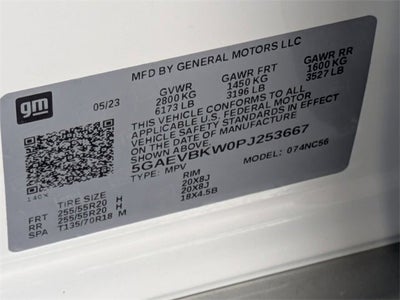 gm
05/23
MFD BY GENERAL MOTORS LLC
GVWR GAWR FRT GAWR RR
2800 KG 1450 KG 1600 KG
6173 LB 3196 LB 3527 LB
THIS VEHICLE CONFORMS TO ALL
APPLICABLE U.S. FEDERAL MOTOR
VEHICLE SAFETY STANDARDS IN EFFECT
ON THE DATE OF MANUFACTURE SHOWN ABOVE
5GAEVBKW0PJ253667
TYPE: MPV MODEL: 074NC56
140X
TIRE SIZE RIM
FRT 255/55R20 H 20X8J
RR 255/55R20 H 20X8J
SPA T135/70R18 M 18X4.5B